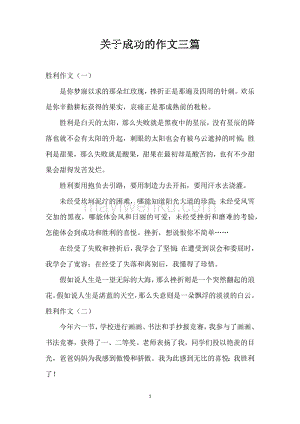 关于成功的作文三篇
胜利作文（一）
是你梦寐以求的那朵红玫瑰，挫折正是那遍及四周的针刺。欢乐
是你辛勤耕耘获得的果实，哀痛正是那成熟前的秕粒。
胜利是白天的太阳，那么失败就是黑夜中的星辰，没有星辰的降
落也就不会有太阳的升起，刺眼的太阳也会有被乌云遮掉的时候；胜
利是甜果，那么失败就是酸果，甜果在最初却是酸苦的，也有不少甜
果会甜甜发苦发烂。
胜利要用抱负去引路，要用制造力去开拓，要用汗水去浇灌。
未经受坎坷泥泞的艰难，哪能知道阳光大道的珍贵；未经受风雪
交加的黑夜，哪能体会风和日丽的可爱；未经受挫折和磨难的考验，
怎能体会到成功和胜利的喜悦。挫折，想说恨你不简单……
在经受了失败和挫折后，我学会了坚韧；在遭受到误会和委屈时，
我学会了宽容；在经受了失落和离别后，我懂得了珍惜。
假如说人生是一望无际的大海，那么挫折则是一个突然翻起的浪
花。假如说人生是湛蓝的天空，那么失意则是一朵飘浮的淡淡的白云。
胜利作文（二）
今年六一节，学校进行画画、书法和手抄报竞赛，我参与了画画、
书法竞赛，获得了一、二等奖。老师表扬了我，同学们投以艳羡的目
光，爸爸妈妈为我感到傲慢和骄傲。我为此感到无比的喜悦；我胜利
了！
1